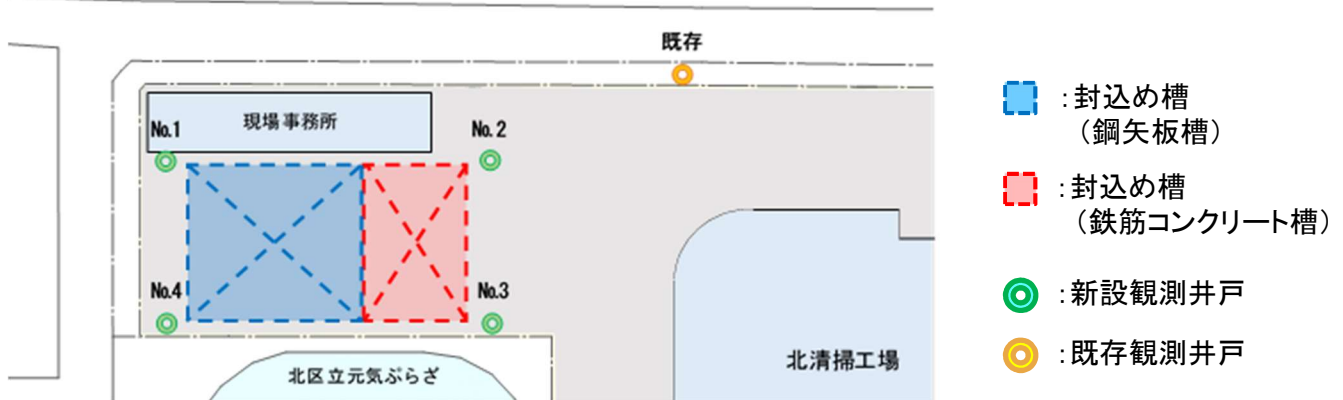 既存
現場事務所
No.1
No.2
No.4
No.3
北清掃工場
北区立元気ぷらざ
：封込め槽
（鋼矢板槽）
：封込め槽
（鉄筋コンクリート槽）
：新設観測井戸
：既存観測井戸